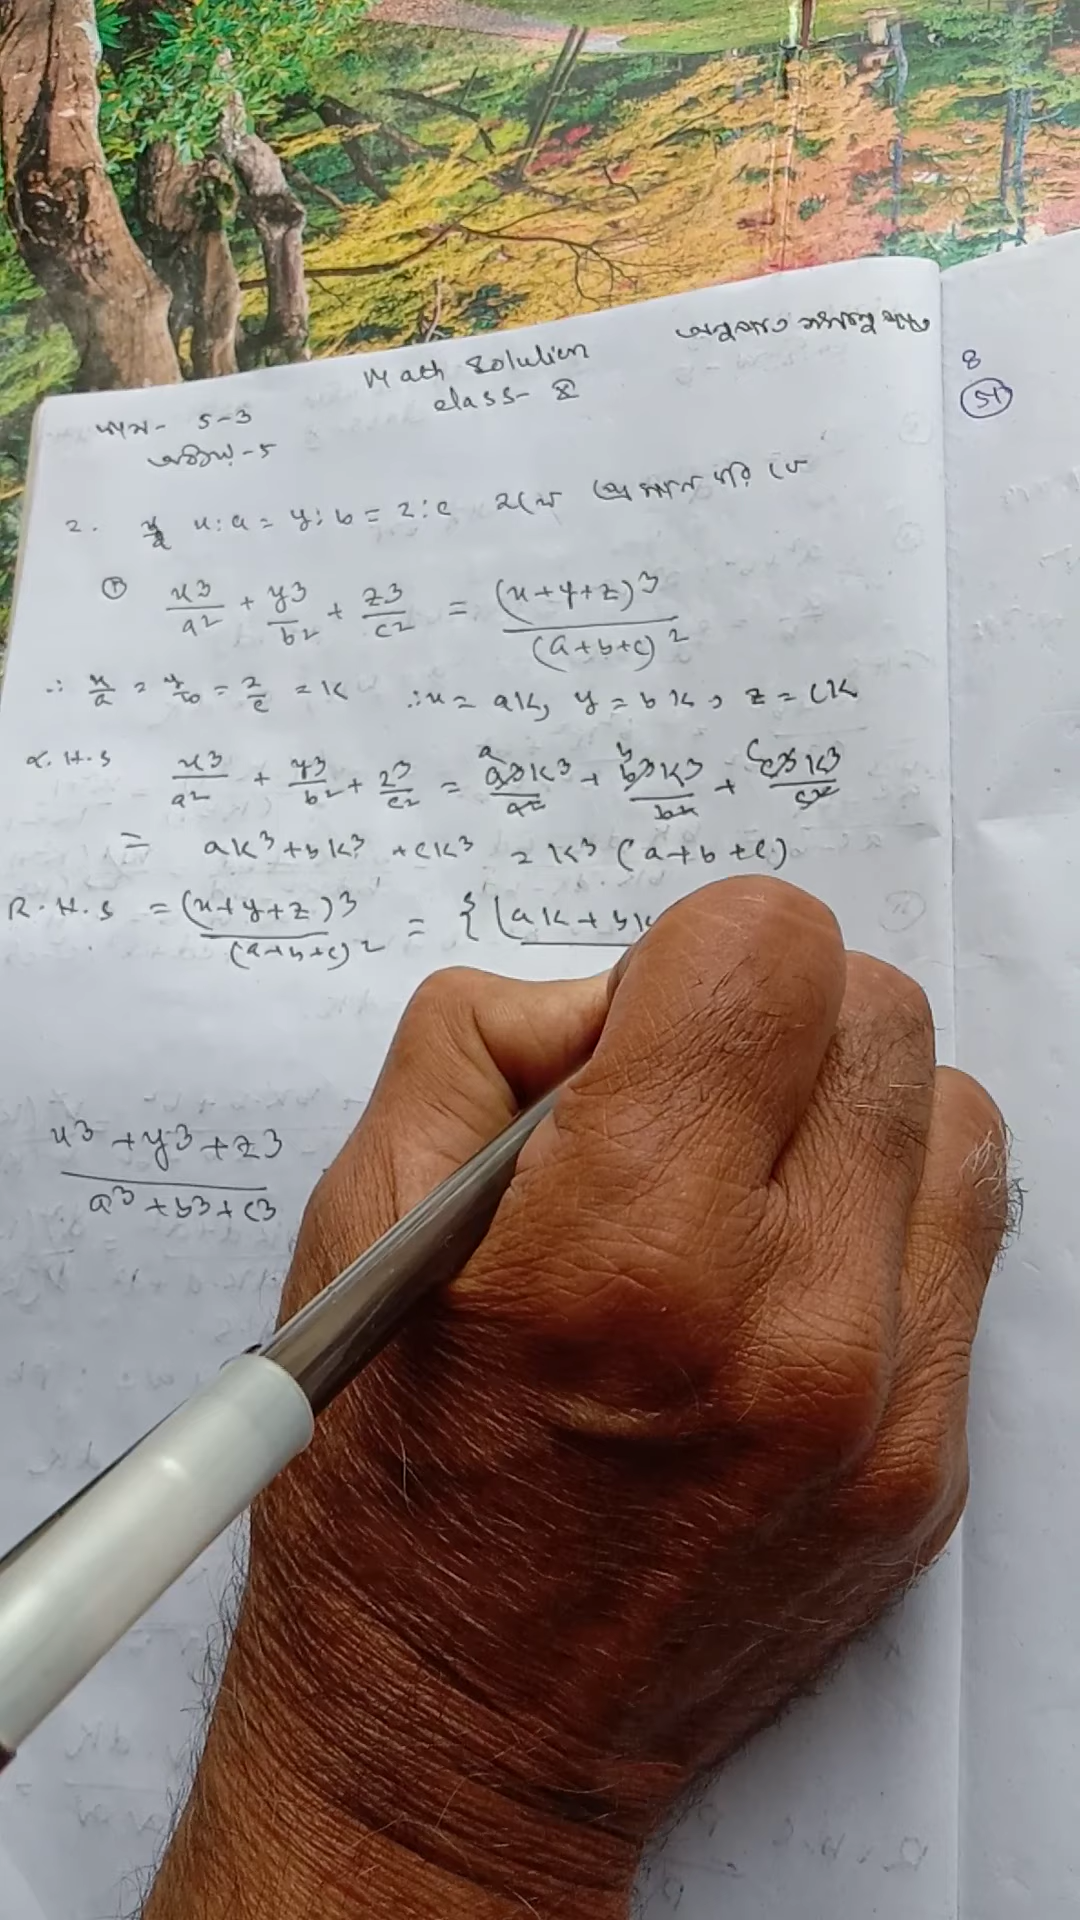 Math Solution
Class- 8
5-3
অধ্যায়-5
8
2. x:a = y:b = z:c হলে প্রমাণ করি যে
x3/a2 + y3/b2 + z3/c2 = (x+y+z)3/(a+b+c)2
∴ x/a = y/b = z/c = k ∴ x = ak, y = bk, z = ck
L.H.S x3/a2 + y3/b2 + z3/c2 = a3k3/a2 + b3k3/b2 + c3k3/c2
= ak3 + bk3 + ck3 = k3 (a+b+c)
R.H.S = (x+y+z)3/(a+b+c)2 = { (ak + bk
x3 + y3 + z3
a3 + b3 + c3